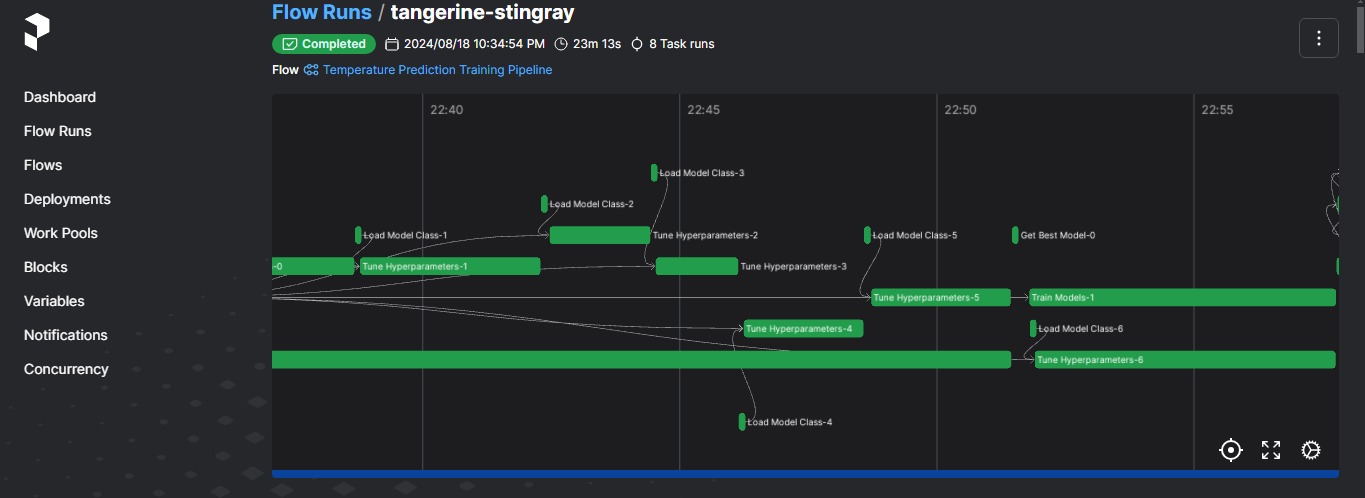 Flow Runs / tangerine-stingray
Completed 2024/08/18 10:34:54 PM 23m 13s 8 Task runs
Flow Temperature Prediction Training Pipeline
Dashboard
Flow Runs
Flows
Deployments
Work Pools
Blocks
Variables
Notifications
Concurrency
22:40 22:45 22:50 22:55
Load Model Class-3
Load Model Class-2
Load Model Class-1 Tune Hyperparameters-2 Load Model Class-5 Get Best Model-0
-0 Tune Hyperparameters-1 Tune Hyperparameters-3
Tune Hyperparameters-5 Train Models-1
Tune Hyperparameters-4 Load Model Class-6
Tune Hyperparameters-6
Load Model Class-4